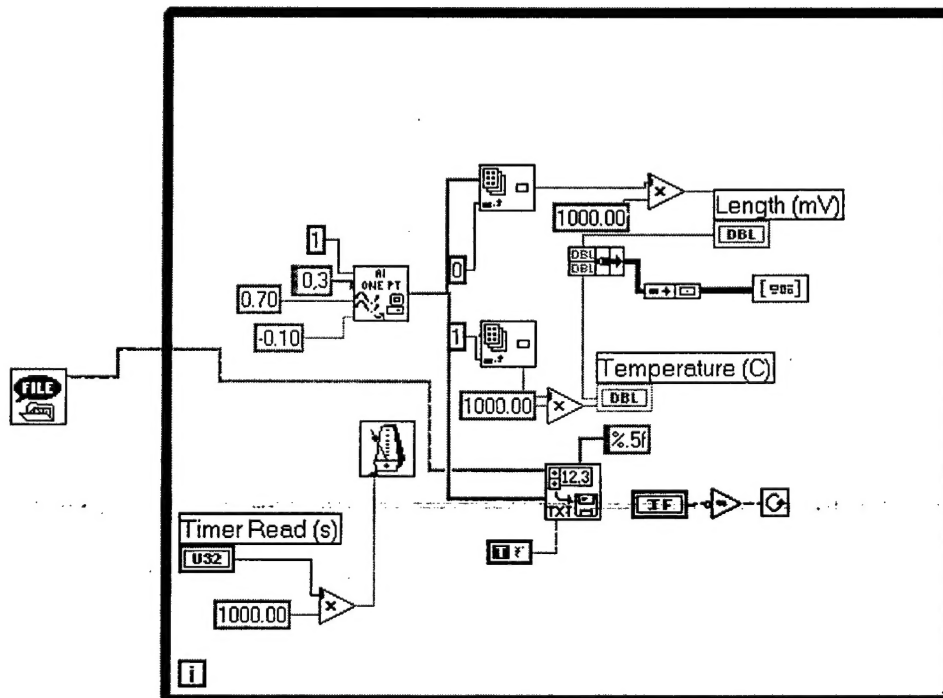 1000.00
Length (mV)
DBL
1
AI
ONE PT
0,3
0
DBL
DBL
0.70
-0.10
1
Temperature (C)
DBL
1000.00
FILE
%.5f
12.3
TXT
TF
Timer Read (s)
U32
T F
1000.00
i